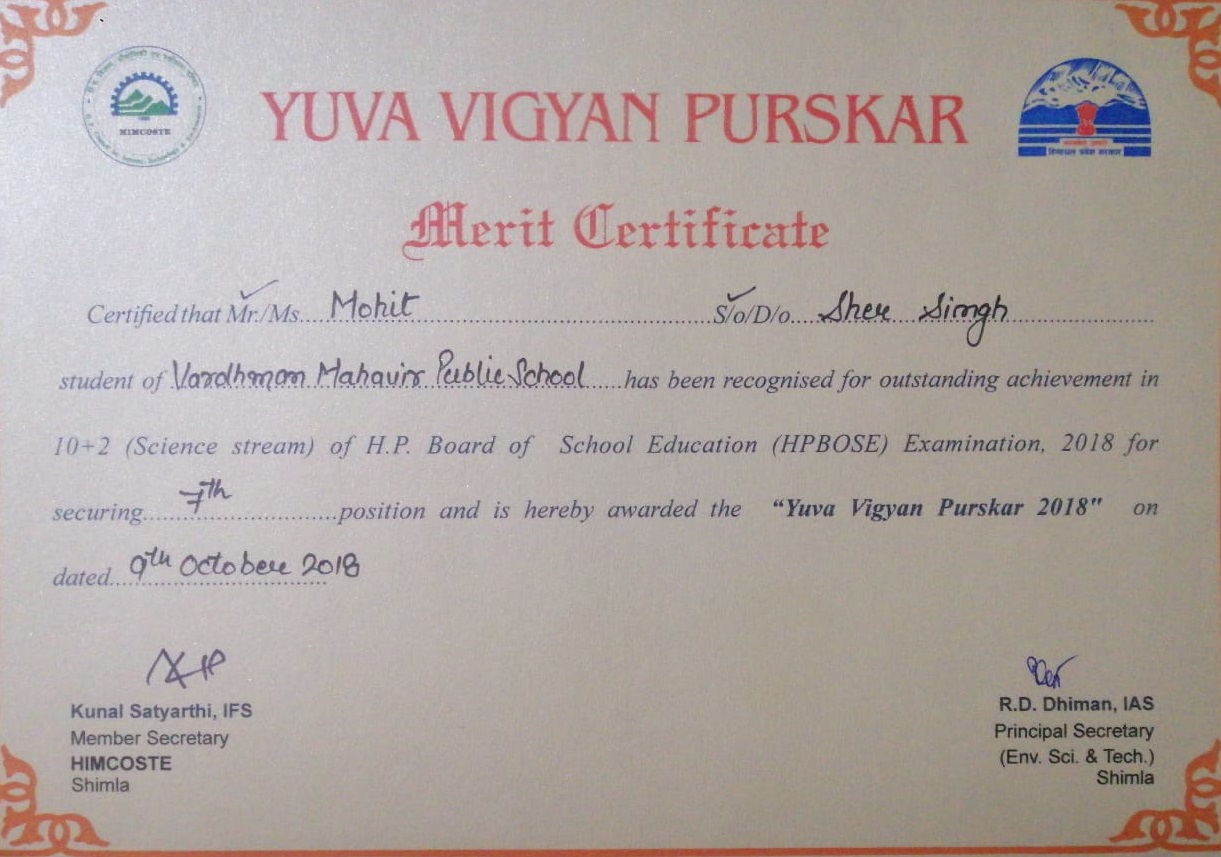 HIMCOSTE
YUVA VIGYAN PURSKAR
हिमाचल प्रदेश सरकार
Merit Certificate
Certified that Mr./Ms....Mohit....S/o/D/o....Sher Singh....
student of Vardhman Mahavir Public School....has been recognised for outstanding achievement in
10+2 (Science stream) of H.P. Board of School Education (HPBOSE) Examination, 2018 for
securing....7th....position and is hereby awarded the "Yuva Vigyan Purskar 2018" on
dated....9th October 2018
Kunal Satyarthi, IFS
Member Secretary
HIMCOSTE
Shimla
R.D. Dhiman, IAS
Principal Secretary
(Env. Sci. & Tech.)
Shimla